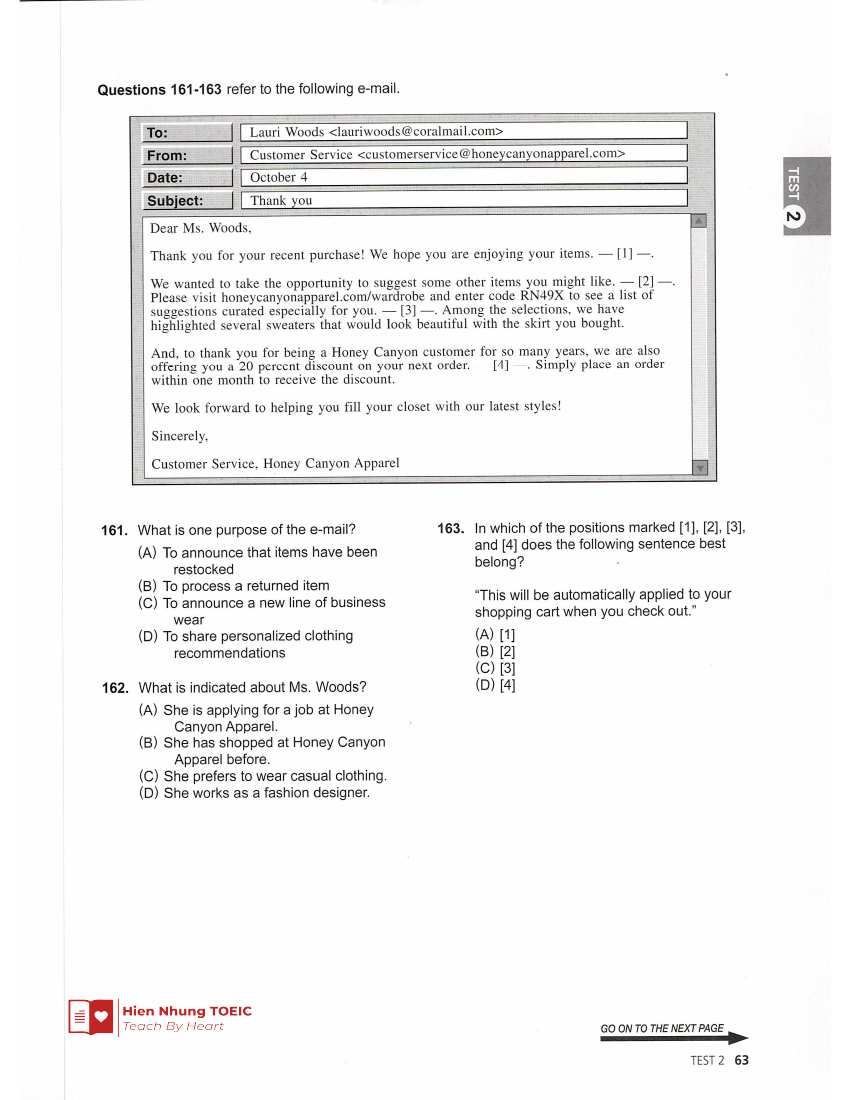 Questions 161-163 refer to the following e-mail.
To: Lauri Woods <lauriwoods@coralmail.com>
From: Customer Service <customerservice@honeycanyonapparel.com>
Date: October 4
Subject: Thank you
Dear Ms. Woods,
Thank you for your recent purchase! We hope you are enjoying your items. — [1] —.
We wanted to take the opportunity to suggest some other items you might like. — [2] —.
Please visit honeycanyonapparel.com/wardrobe and enter code RN49X to see a list of
suggestions curated especially for you. — [3] —. Among the selections, we have
highlighted several sweaters that would look beautiful with the skirt you bought.
And, to thank you for being a Honey Canyon customer for so many years, we are also
offering you a 20 percent discount on your next order. [4] —. Simply place an order
within one month to receive the discount.
We look forward to helping you fill your closet with our latest styles!
Sincerely,
Customer Service, Honey Canyon Apparel
TEST 2
161. What is one purpose of the e-mail?
(A) To announce that items have been
restocked
(B) To process a returned item
(C) To announce a new line of business
wear
(D) To share personalized clothing
recommendations
162. What is indicated about Ms. Woods?
(A) She is applying for a job at Honey
Canyon Apparel.
(B) She has shopped at Honey Canyon
Apparel before.
(C) She prefers to wear casual clothing.
(D) She works as a fashion designer.
163. In which of the positions marked [1], [2], [3],
and [4] does the following sentence best
belong?
“This will be automatically applied to your
shopping cart when you check out.”
(A) [1]
(B) [2]
(C) [3]
(D) [4]
Hien Nhung TOEIC
Teach By Heart
GO ON TO THE NEXT PAGE
TEST 2 63